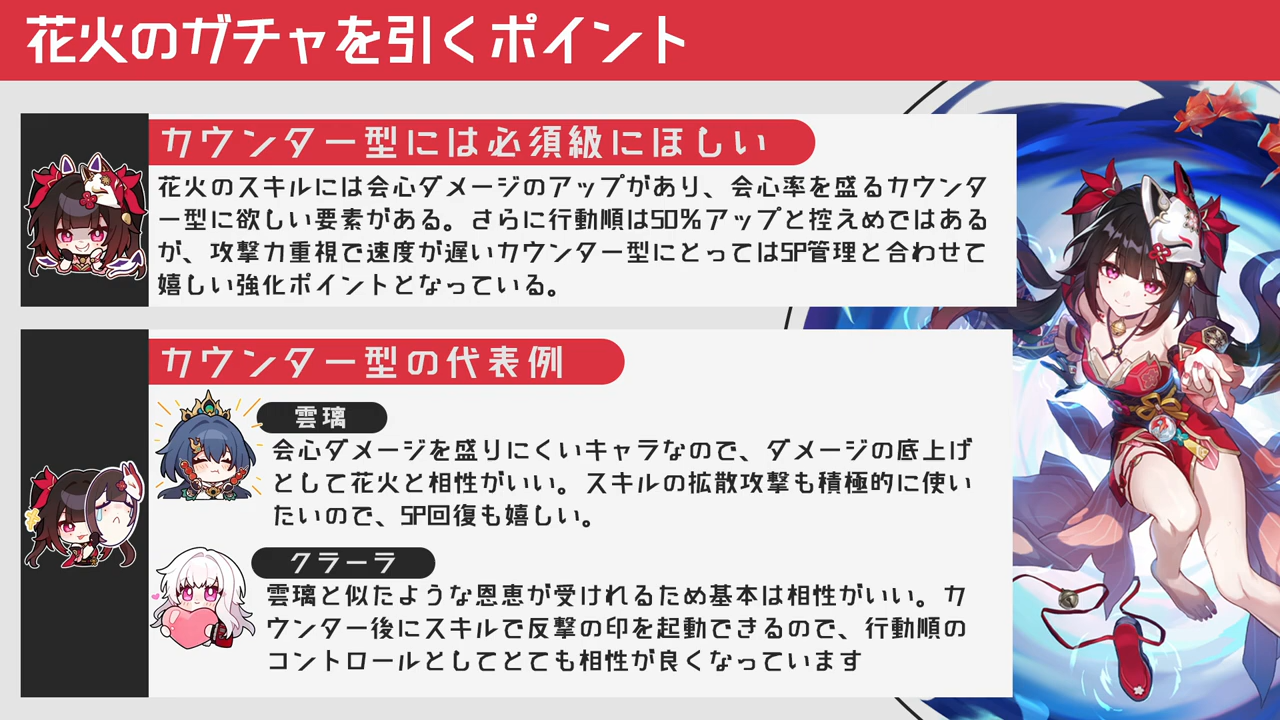 花火のガチャを引くポイント
カウンター型には必須級にほしい
花火のスキルには会心ダメージのアップがあり、会心率を盛るカウンタ
ー型に欲しい要素がある。さらに行動順は50%アップと控えめではある
が、攻撃力重視で速度が遅いカウンター型にとってはSP管理と合わせて
嬉しい強化ポイントとなっている。
カウンター型の代表例
雲璃
会心ダメージを盛りにくいキャラなので、ダメージの底上げ
として花火と相性がいい。スキルの拡散攻撃も積極的に使い
たいので、SP回復も嬉しい。
クラーラ
雲璃と似たような恩恵が受けれるため基本は相性がいい。カ
ウンター後にスキルで反撃の印を起動できるので、行動順の
コントロールとしてとても相性が良くなっています